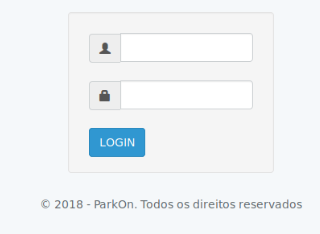 LOGIN
© 2018 - ParkOn. Todos os direitos reservados